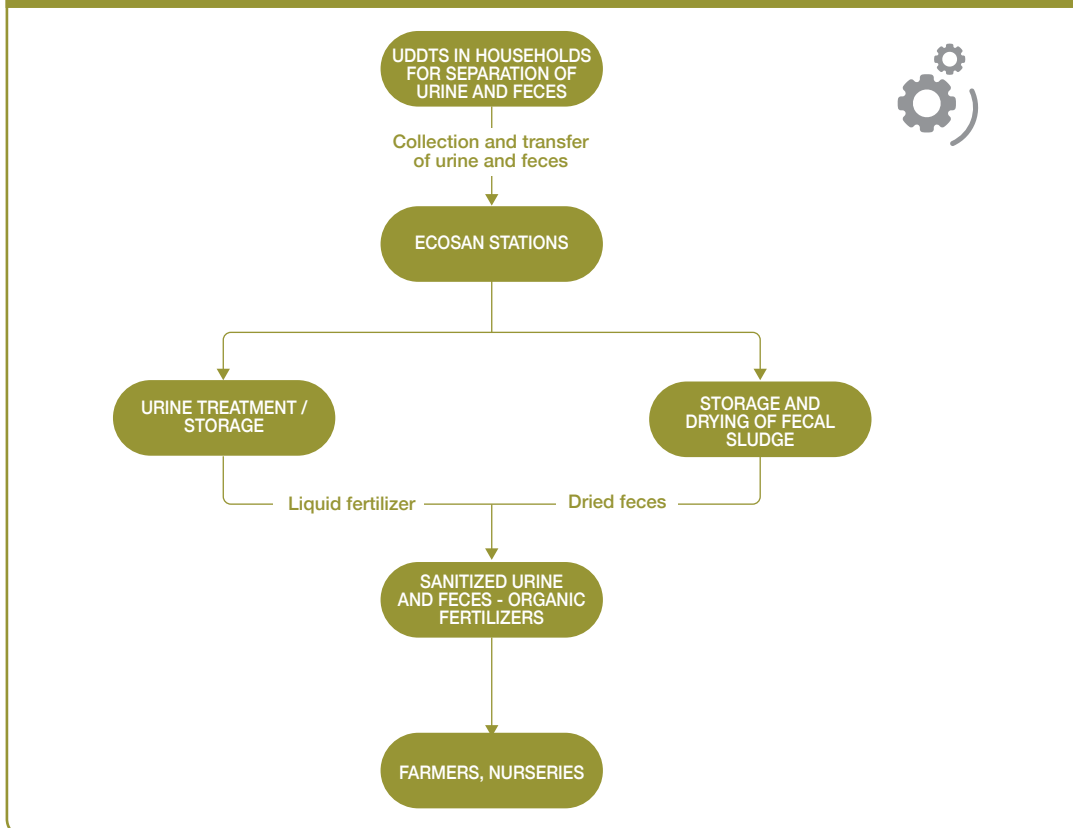 UDDTS IN HOUSEHOLDS
FOR SEPARATION OF
URINE AND FECES
Collection and transfer
of urine and feces
ECOSAN STATIONS
URINE TREATMENT /
STORAGE
STORAGE AND
DRYING OF FECAL
SLUDGE
Liquid fertilizer
Dried feces
SANITIZED URINE
AND FECES - ORGANIC
FERTILIZERS
FARMERS, NURSERIES